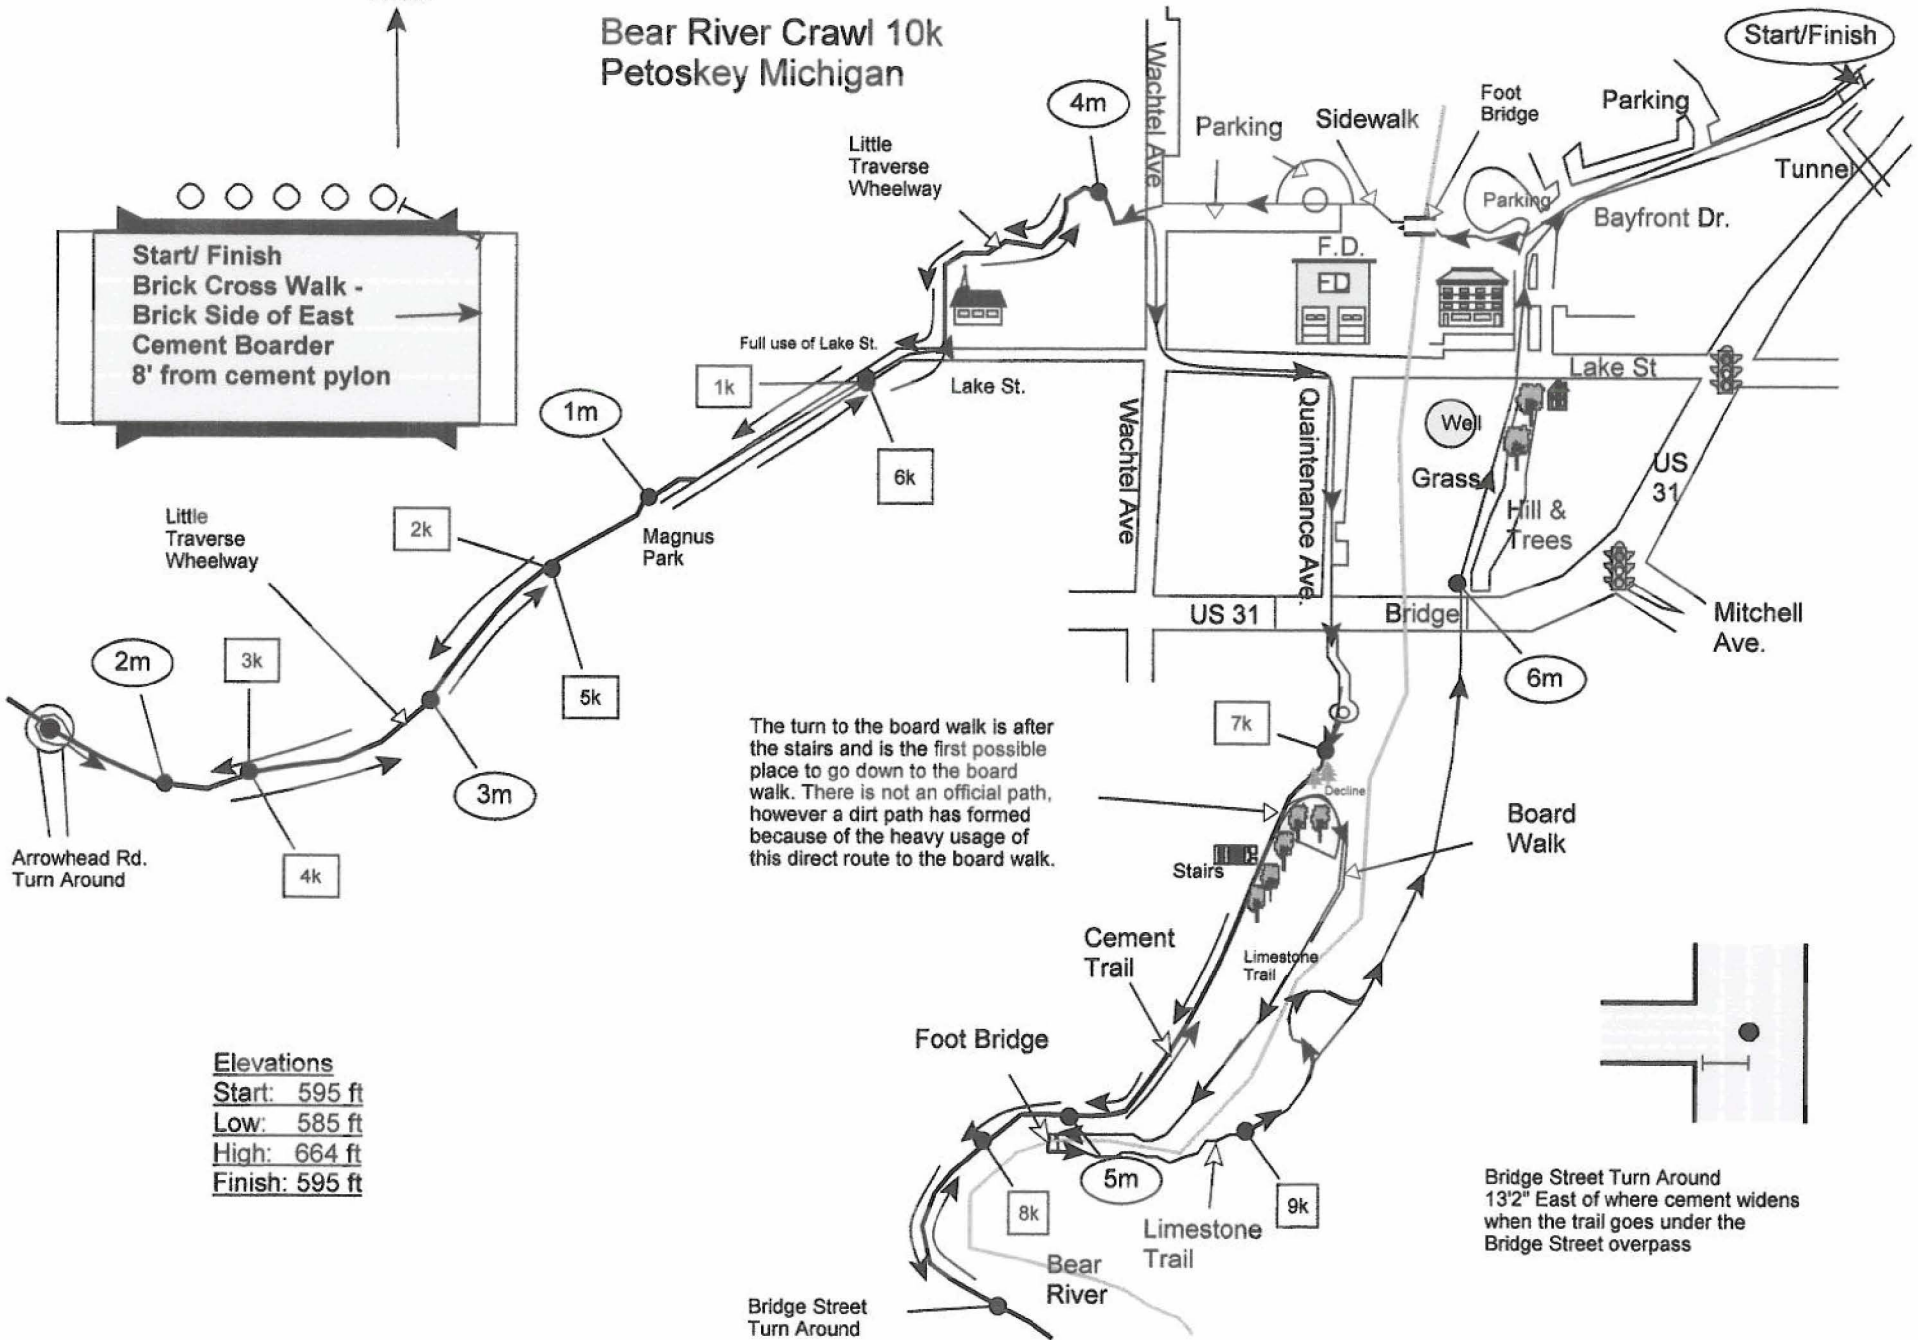 Bear River Crawl 10k
Petoskey Michigan
Start/Finish
4m
Wachtel Ave
Parking
Sidewalk
Foot
Bridge
Parking
Tunnel
Little
Traverse
Wheelway
Parking
Bayfront Dr.
F.D.
FD
Start/ Finish
Brick Cross Walk -
Brick Side of East
Cement Boarder
8' from cement pylon
Full use of Lake St.
1k
Lake St.
Lake St
1m
6k
Wachtel Ave
Quaintenance Ave.
Well
Grass
US
31
Hill &
Trees
Little
Traverse
Wheelway
2k
Magnus
Park
US 31
Bridge
Mitchell
Ave.
2m
3k
5k
6m
3m
7k
The turn to the board walk is after
the stairs and is the first possible
place to go down to the board
walk. There is not an official path,
however a dirt path has formed
because of the heavy usage of
this direct route to the board walk.
Decline
Board
Walk
Arrowhead Rd.
Turn Around
4k
Stairs
Cement
Trail
Limestone
Trail
Foot Bridge
Elevations
Start: 595 ft
Low: 585 ft
High: 664 ft
Finish: 595 ft
5m
8k
9k
Limestone
Trail
Bridge Street Turn Around
13'2" East of where cement widens
when the trail goes under the
Bridge Street overpass
Bear
River
Bridge Street
Turn Around